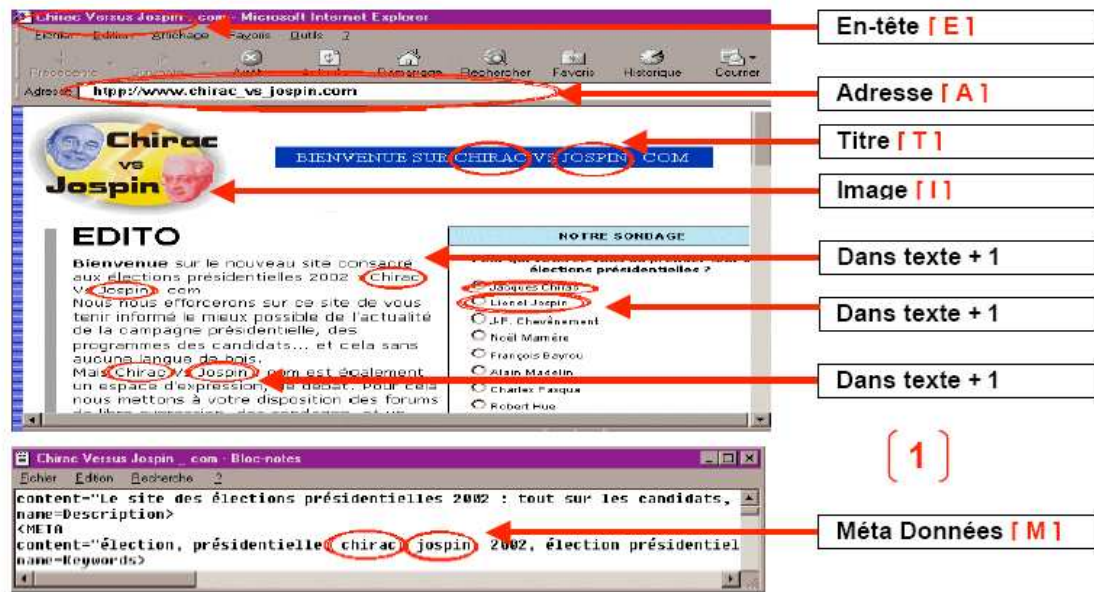 Chirac Versus Jospin _ com - Microsoft Internet Explorer
Fichier Edition Affichage Favoris Outils ?
Précédente Suivante Arrêter Actualiser Démarrage Rechercher Favoris Historique Courrier
Adresse htpp://www.chirac_vs_jospin.com
Chirac
vs
Jospin
BIENVENUE SUR CHIRAC VS JOSPIN . COM
EDITO
Bienvenue sur le nouveau site consacré
aux élections présidentielles 2002 : Chirac
Vs Jospin . com
Nous nous efforcerons sur ce site de vous
tenir informé le mieux possible de l'actualité
de la campagne présidentielle, des
programmes des candidats... et cela sans
aucune langue de bois.
Mais Chirac Vs Jospin . com est également
un espace d'expression, de débat. Pour cela
nous mettons à votre disposition des forums
NOTRE SONDAGE
élections présidentielles ?
Jacques Chirac
Lionel Jospin
J-P. Chevènement
Noël Mamère
François Bayrou
Alain Madelin
Charles Pasqua
Robert Hue
Chirac Versus Jospin _ com - Bloc-notes
Fichier Edition Recherche ?
content="Le site des élections présidentielles 2002 : tout sur les candidats,
name=Description>
<META
content="élection, présidentielle, chirac, jospin, 2002, élection présidentiel
name=Keywords>
En-tête [ E ]
Adresse [ A ]
Titre [ T ]
Image [ I ]
Dans texte + 1
Dans texte + 1
Dans texte + 1
( 1 )
Méta Données [ M ]